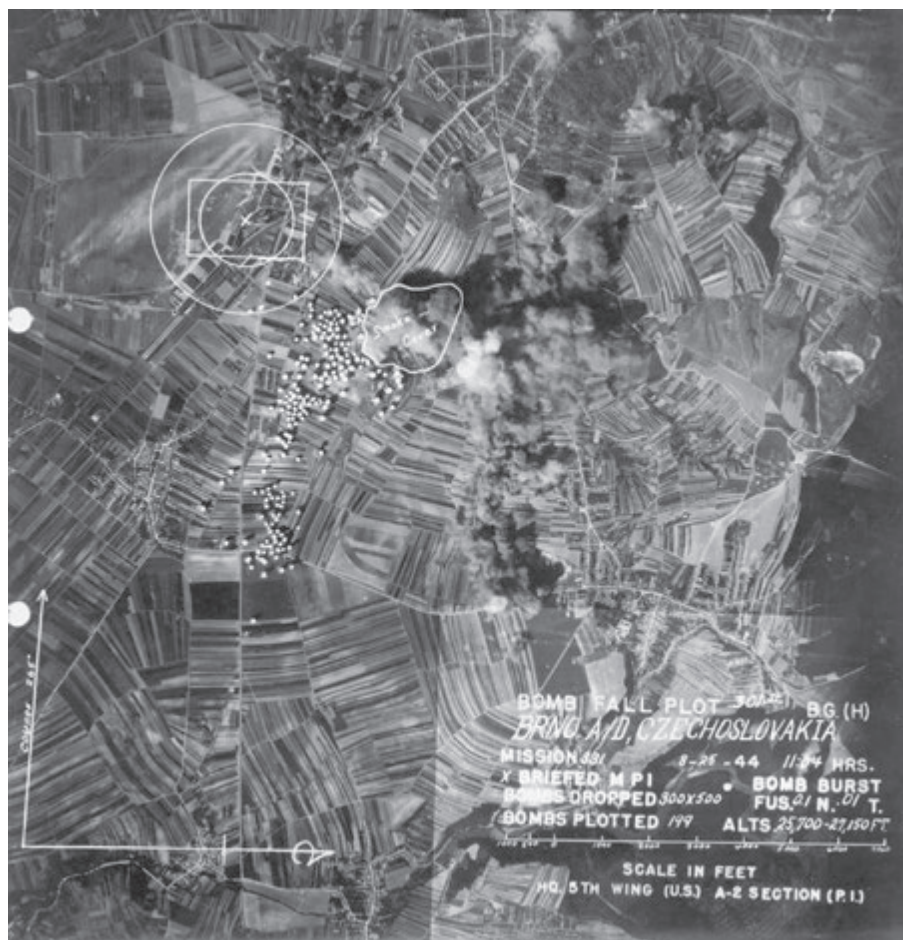 BOMB FALL PLOT 301st B.G. (H)
BRNO. A/D, CZECHOSLOVAKIA
MISSION 8-25-44 11:04 HRS.
X BRIEFED M P I • BOMB BURST
BOMBS DROPPED 300X500 FUS. 0.1 N. .01 T.
BOMBS PLOTTED 199 ALTS. 25,700-27,150 FT.
SCALE IN FEET
HQ. 5TH WING (U.S.) A-2 SECTION (P.I.)